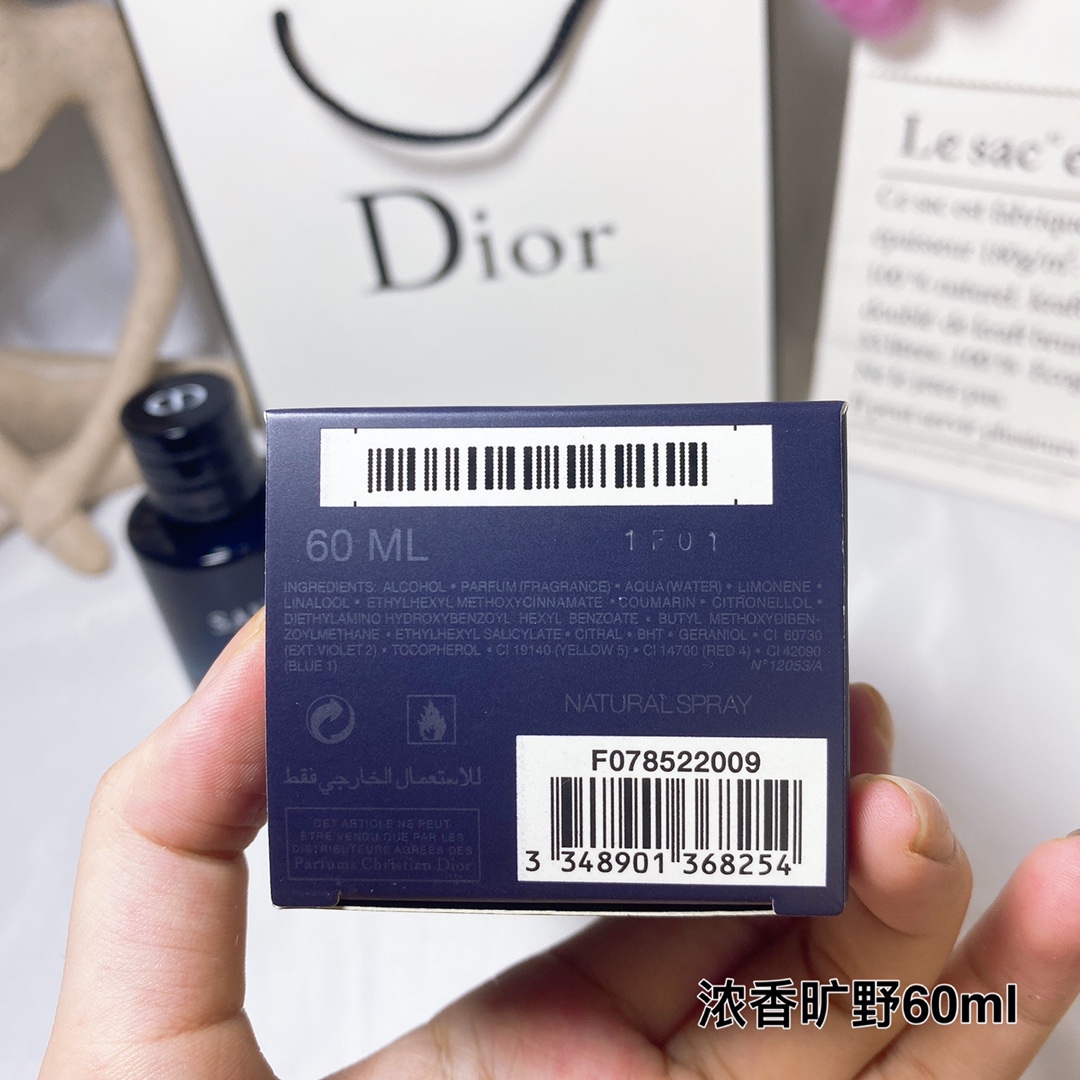 Dior
Le sac
60 ML
1F01
INGREDIENTS: ALCOHOL • PARFUM (FRAGRANCE) • AQUA (WATER) • LIMONENE •
LINALOOL • ETHYLHEXYL METHOXYCINNAMATE • COUMARIN • CITRONELLOL •
DIETHYLAMINO HYDROXYBENZOYL HEXYL BENZOATE • BUTYL METHOXYDIBEN-
ZOYLMETHANE • ETHYLHEXYL SALICYLATE • CITRAL • BHT • GERANIOL • CI 60730
(EXT. VIOLET 2) • TOCOPHEROL • CI 19140 (YELLOW 5) • CI 14700 (RED 4) • CI 42090
(BLUE 1).
N° 12053/A
NATURAL SPRAY
للاستعمال الخارجي فقط
CET ARTICLE NE PEUT
ÊTRE VENDU QUE PAR LES
DISTRIBUTEURS AGRÉÉS DES
Parfums Christian Dior
F078522009
3 348901 368254
浓香旷野60ml